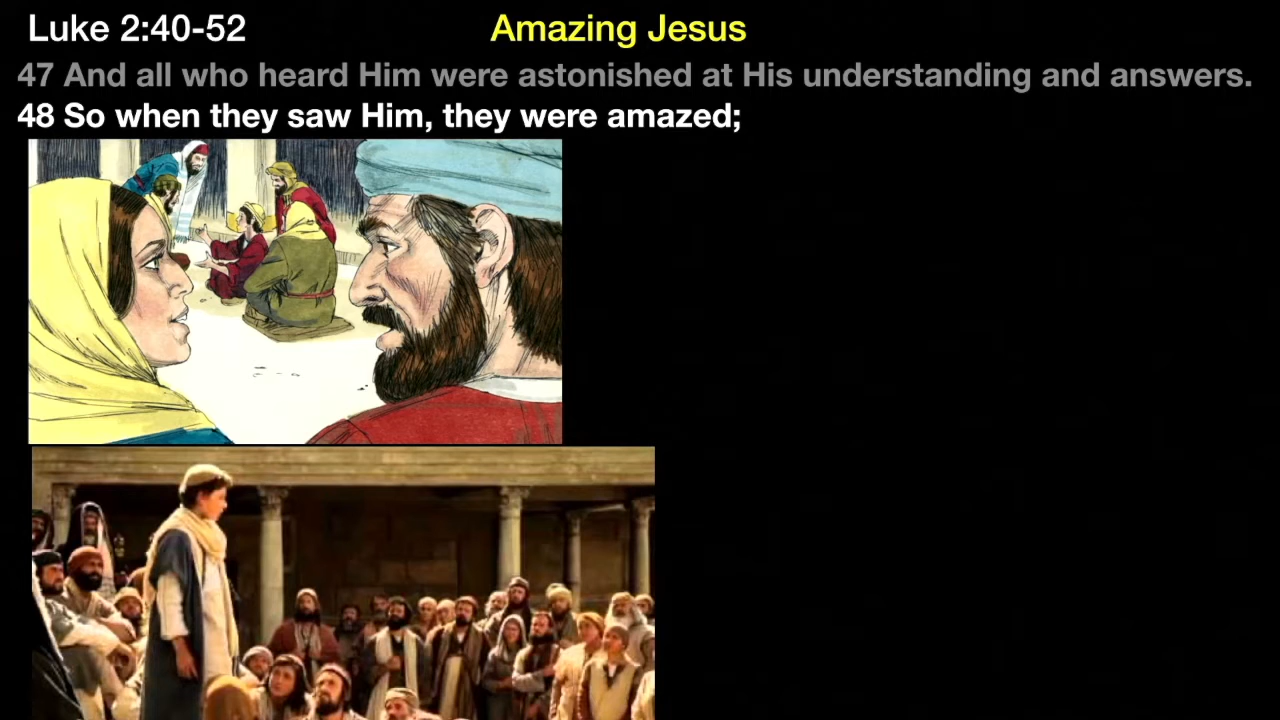 Luke 2:40-52 Amazing Jesus
47 And all who heard Him were astonished at His understanding and answers.
48 So when they saw Him, they were amazed;